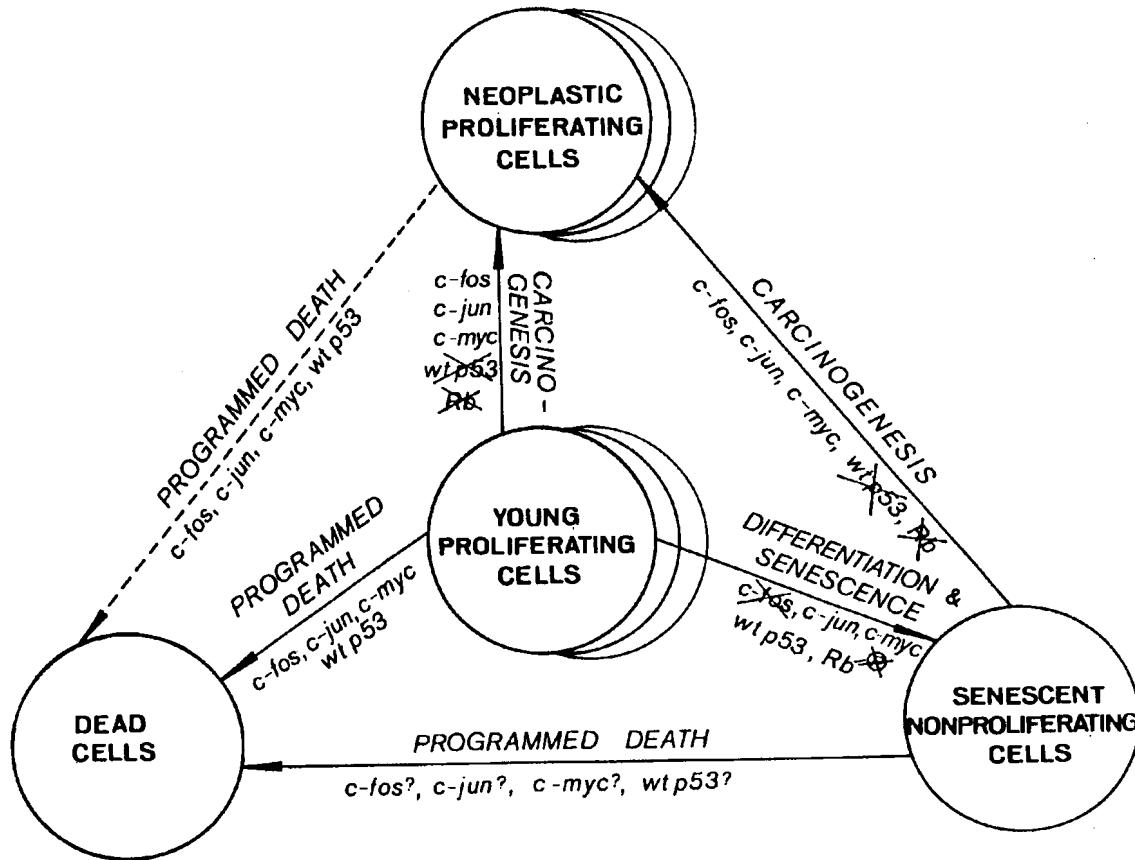 NEOPLASTIC
PROLIFERATING
CELLS
PROGRAMMED DEATH
c-fos, c-jun, c-myc, wt p53
c-fos
c-jun
c-myc
wt p53
Rb
CARCINO-
GENESIS
CARCINOGENESIS
c-fos, c-jun, c-myc, wt p53, Rb
YOUNG
PROLIFERATING
CELLS
PROGRAMMED
DEATH
c-fos, c-jun, c-myc
wt p53
DIFFERENTIATION &
SENESCENCE
c-fos, c-jun, c-myc
wt p53, Rb-
DEAD
CELLS
SENESCENT
NONPROLIFERATING
CELLS
PROGRAMMED DEATH
c-fos?, c-jun?, c-myc?, wt p53?